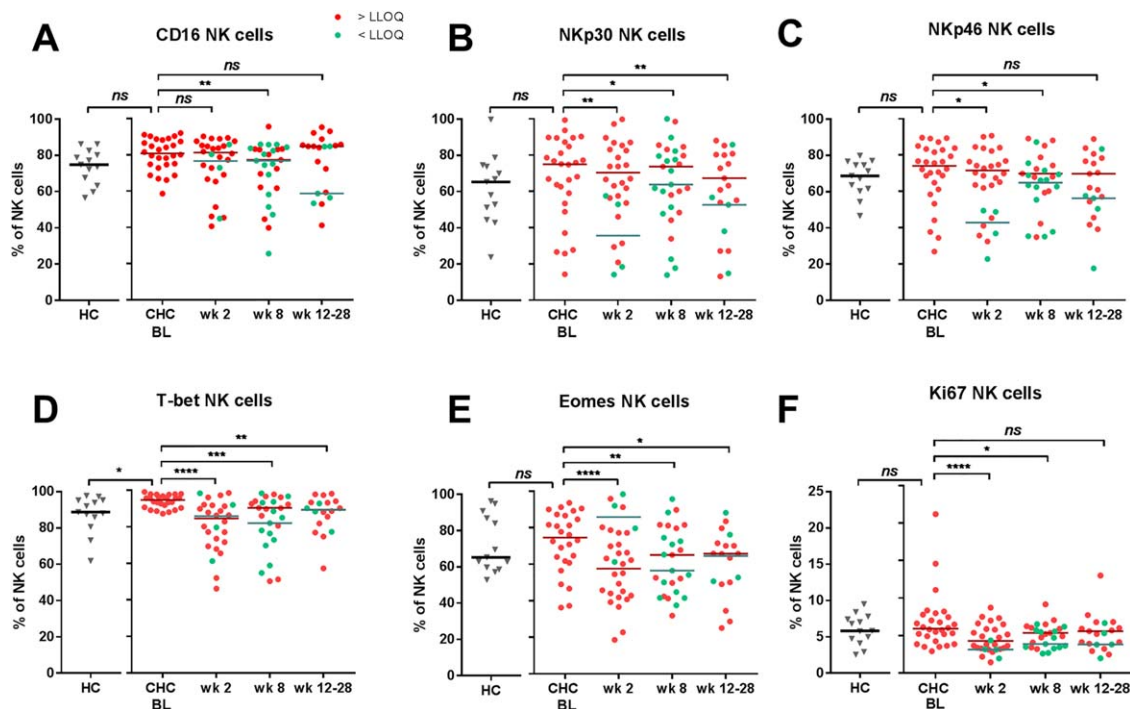 > LLOQ
< LLOQ
A
CD16 NK cells
ns
**
ns
ns
% of NK cells
100
80
60
40
20
0
HC
CHC
BL
wk 2
wk 8
wk 12-28
B
NKp30 NK cells
**
*
**
ns
% of NK cells
100
80
60
40
20
0
HC
CHC
BL
wk 2
wk 8
wk 12-28
C
NKp46 NK cells
ns
*
*
ns
% of NK cells
100
80
60
40
20
0
HC
CHC
BL
wk 2
wk 8
wk 12-28
D
T-bet NK cells
**
***
****
*
% of NK cells
100
80
60
40
20
0
HC
CHC
BL
wk 2
wk 8
wk 12-28
E
Eomes NK cells
*
**
****
ns
% of NK cells
100
80
60
40
20
0
HC
CHC
BL
wk 2
wk 8
wk 12-28
F
Ki67 NK cells
ns
*
****
ns
% of NK cells
25
20
15
10
5
0
HC
CHC
BL
wk 2
wk 8
wk 12-28